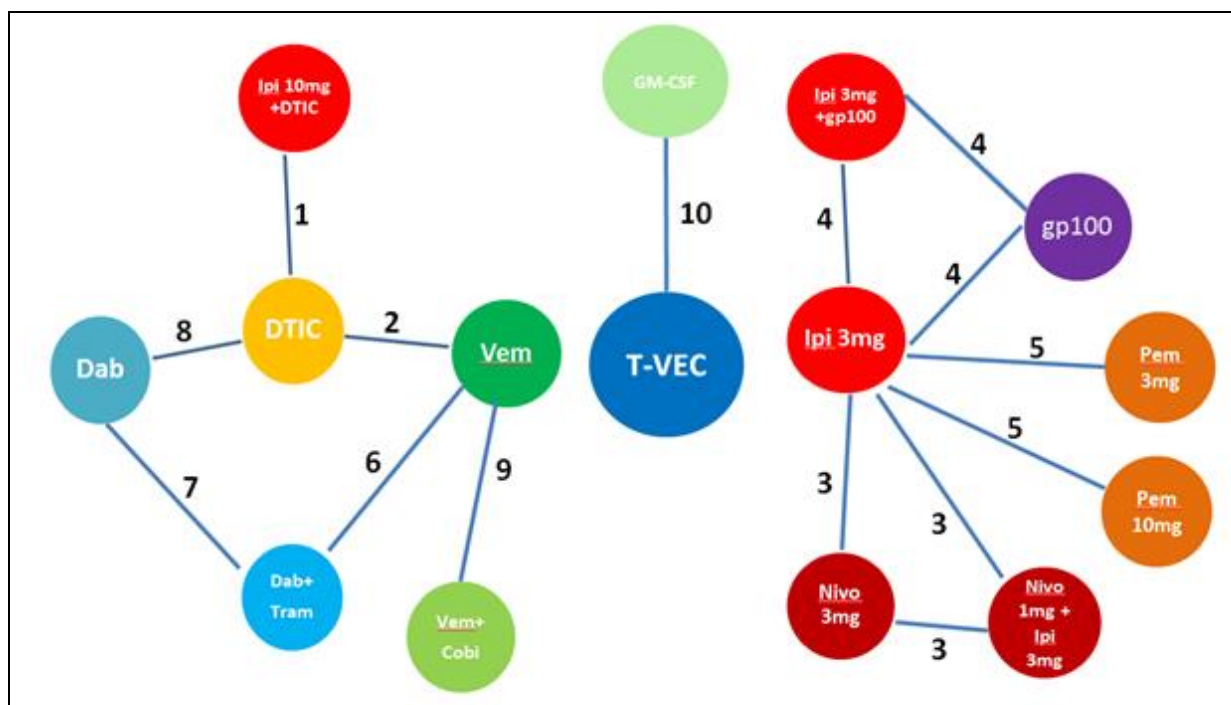 Ipi 10mg
+DTIC
1
DTIC
8
2
Dab
Vem
7
6
9
Dab+
Tram
Vem+
Cobi
GM-CSF
10
T-VEC
Ipi 3mg
+gp100
4
4
gp100
4
Ipi 3mg
5
Pem
3mg
5
Pem
10mg
3
3
Nivo
3mg
3
Nivo
1mg +
Ipi
3mg